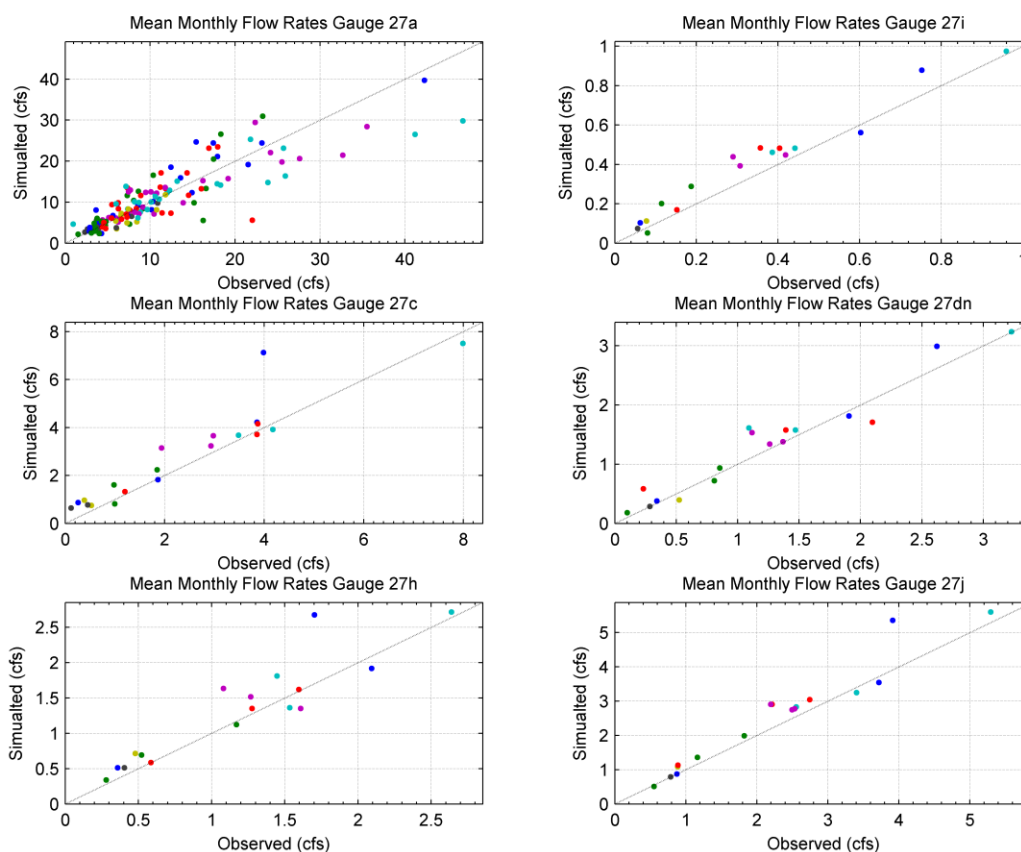 Mean Monthly Flow Rates Gauge 27a
40
30
20
10
0
Simualted (cfs)
0 10 20 30 40
Observed (cfs)
Mean Monthly Flow Rates Gauge 27i
1
0.8
0.6
0.4
0.2
0
Simualted (cfs)
0 0.2 0.4 0.6 0.8 1
Observed (cfs)
Mean Monthly Flow Rates Gauge 27c
8
6
4
2
0
Simualted (cfs)
0 2 4 6 8
Observed (cfs)
Mean Monthly Flow Rates Gauge 27dn
3
2
1
0
Simualted (cfs)
0 0.5 1 1.5 2 2.5 3
Observed (cfs)
Mean Monthly Flow Rates Gauge 27h
2.5
2
1.5
1
0.5
0
Simualted (cfs)
0 0.5 1 1.5 2 2.5
Observed (cfs)
Mean Monthly Flow Rates Gauge 27j
5
4
3
2
1
0
Simualted (cfs)
0 1 2 3 4 5
Observed (cfs)